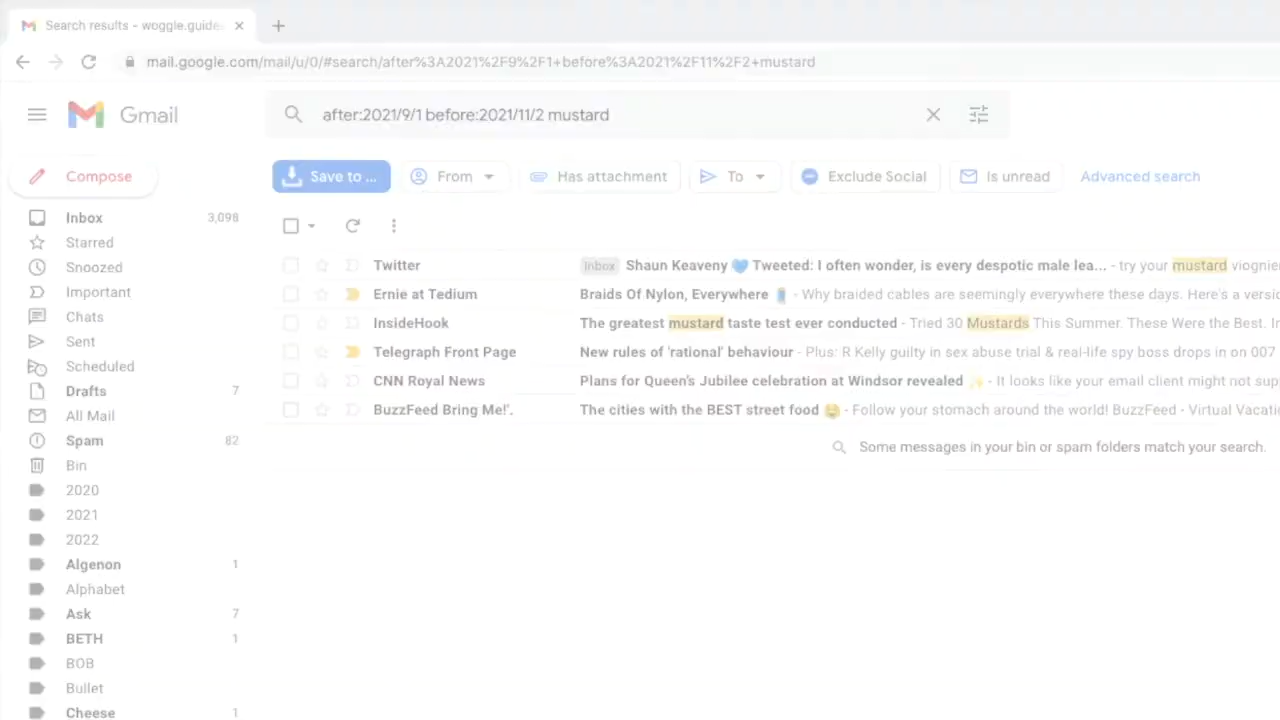 Search results - woggle.guide
mail.google.com/mail/u/0/#search/after%3A2021%2F9%2F1+before%3A2021%2F11%2F2+mustard
Gmail
after:2021/9/1 before:2021/11/2 mustard
Compose
Save to ... From Has attachment To Exclude Social Is unread Advanced search
Inbox 3,098
Starred
Snoozed
Important
Chats
Sent
Scheduled
Drafts 7
All Mail
Spam 82
Bin
2020
2021
2022
Algenon 1
Alphabet
Ask 7
BETH 1
BOB
Bullet
Cheese 1
Twitter Inbox Shaun Keaveny 💙 Tweeted: I often wonder, is every despotic male lea... - try your mustard viognier
Ernie at Tedium Braids Of Nylon, Everywhere 🧵 - Why braided cables are seemingly everywhere these days. Here's a versio
InsideHook The greatest mustard taste test ever conducted - Tried 30 Mustards This Summer. These Were the Best. I
Telegraph Front Page New rules of 'rational' behaviour - Plus: R Kelly guilty in sex abuse trial & real-life spy boss drops in on 007
CNN Royal News Plans for Queen's Jubilee celebration at Windsor revealed ✨ - It looks like your email client might not sup
BuzzFeed Bring Me!'. The cities with the BEST street food - Follow your stomach around the world! BuzzFeed - Virtual Vacati
Some messages in your bin or spam folders match your search.